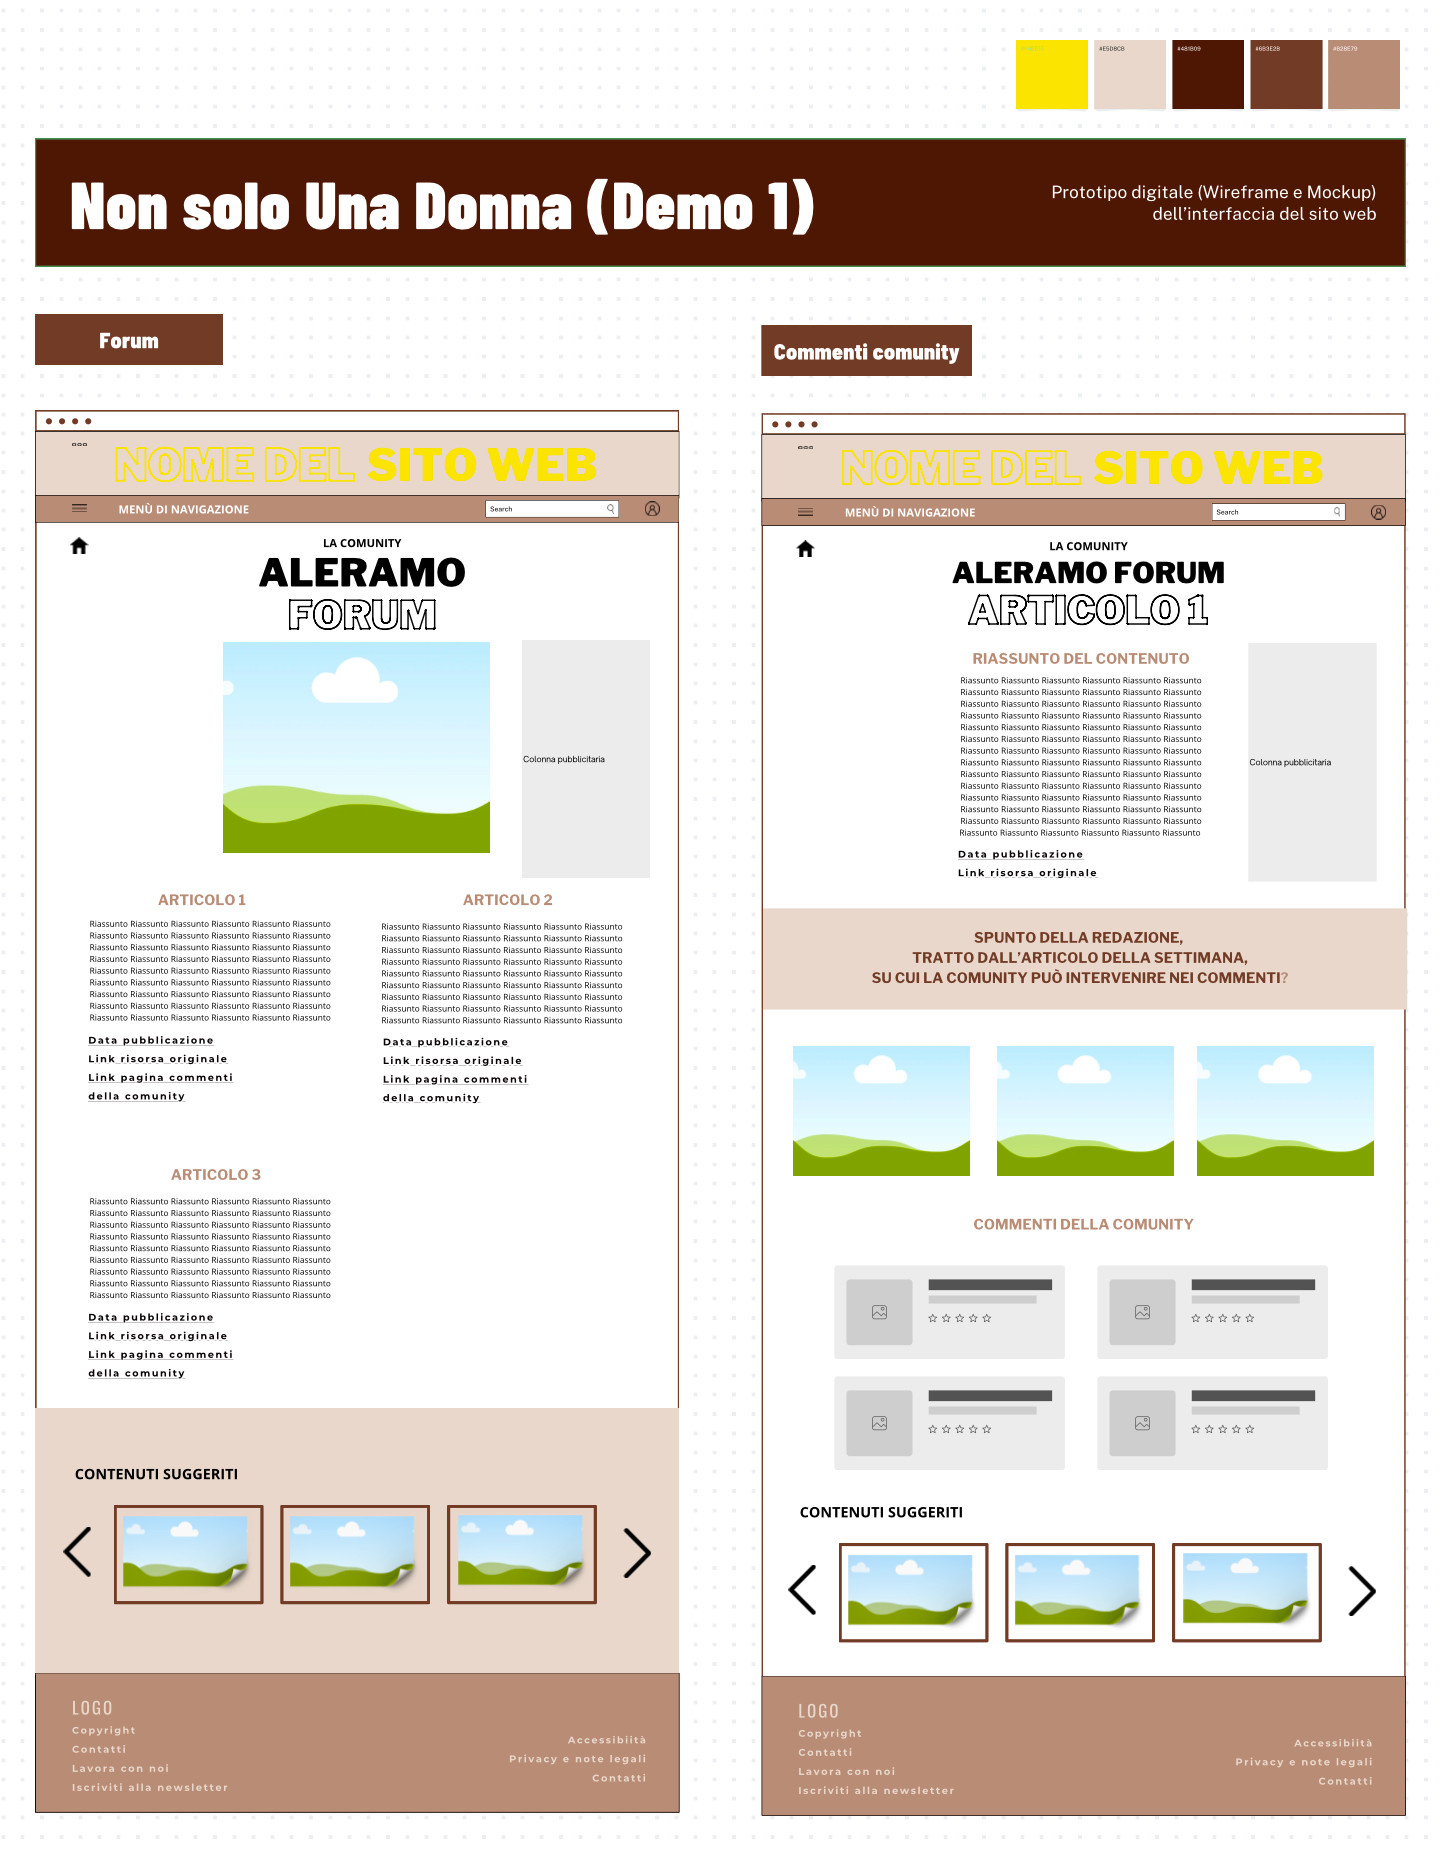 #E5D8CB
#481B09
#6B3E2B
#B28E79
Non solo Una Donna (Demo 1)
Prototipo digitale (Wireframe e Mockup)
dell’interfaccia del sito web
Forum
NOME DEL SITO WEB
MENÙ DI NAVIGAZIONE
Search
LA COMUNITY
ALERAMO
FORUM
Colonna pubblicitaria
ARTICOLO 1
Riassunto Riassunto Riassunto Riassunto Riassunto Riassunto
Riassunto Riassunto Riassunto Riassunto Riassunto Riassunto
Riassunto Riassunto Riassunto Riassunto Riassunto Riassunto
Riassunto Riassunto Riassunto Riassunto Riassunto Riassunto
Riassunto Riassunto Riassunto Riassunto Riassunto Riassunto
Riassunto Riassunto Riassunto Riassunto Riassunto Riassunto
Riassunto Riassunto Riassunto Riassunto Riassunto Riassunto
Riassunto Riassunto Riassunto Riassunto Riassunto Riassunto
Riassunto Riassunto Riassunto Riassunto Riassunto Riassunto
Data pubblicazione
Link risorsa originale
Link pagina commenti
della comunity
ARTICOLO 2
Riassunto Riassunto Riassunto Riassunto Riassunto Riassunto
Riassunto Riassunto Riassunto Riassunto Riassunto Riassunto
Riassunto Riassunto Riassunto Riassunto Riassunto Riassunto
Riassunto Riassunto Riassunto Riassunto Riassunto Riassunto
Riassunto Riassunto Riassunto Riassunto Riassunto Riassunto
Riassunto Riassunto Riassunto Riassunto Riassunto Riassunto
Riassunto Riassunto Riassunto Riassunto Riassunto Riassunto
Riassunto Riassunto Riassunto Riassunto Riassunto Riassunto
Riassunto Riassunto Riassunto Riassunto Riassunto Riassunto
Data pubblicazione
Link risorsa originale
Link pagina commenti
della comunity
ARTICOLO 3
Riassunto Riassunto Riassunto Riassunto Riassunto Riassunto
Riassunto Riassunto Riassunto Riassunto Riassunto Riassunto
Riassunto Riassunto Riassunto Riassunto Riassunto Riassunto
Riassunto Riassunto Riassunto Riassunto Riassunto Riassunto
Riassunto Riassunto Riassunto Riassunto Riassunto Riassunto
Riassunto Riassunto Riassunto Riassunto Riassunto Riassunto
Riassunto Riassunto Riassunto Riassunto Riassunto Riassunto
Riassunto Riassunto Riassunto Riassunto Riassunto Riassunto
Riassunto Riassunto Riassunto Riassunto Riassunto Riassunto
Data pubblicazione
Link risorsa originale
Link pagina commenti
della comunity
CONTENUTI SUGGERITI
LOGO
Copyright
Contatti
Lavora con noi
Iscriviti alla newsletter
Accessibiità
Privacy e note legali
Contatti
Commenti comunity
NOME DEL SITO WEB
MENÙ DI NAVIGAZIONE
Search
LA COMUNITY
ALERAMO FORUM
ARTICOLO 1
RIASSUNTO DEL CONTENUTO
Riassunto Riassunto Riassunto Riassunto Riassunto Riassunto
Riassunto Riassunto Riassunto Riassunto Riassunto Riassunto
Riassunto Riassunto Riassunto Riassunto Riassunto Riassunto
Riassunto Riassunto Riassunto Riassunto Riassunto Riassunto
Riassunto Riassunto Riassunto Riassunto Riassunto Riassunto
Riassunto Riassunto Riassunto Riassunto Riassunto Riassunto
Riassunto Riassunto Riassunto Riassunto Riassunto Riassunto
Riassunto Riassunto Riassunto Riassunto Riassunto Riassunto
Riassunto Riassunto Riassunto Riassunto Riassunto Riassunto
Riassunto Riassunto Riassunto Riassunto Riassunto Riassunto
Riassunto Riassunto Riassunto Riassunto Riassunto Riassunto
Riassunto Riassunto Riassunto Riassunto Riassunto Riassunto
Riassunto Riassunto Riassunto Riassunto Riassunto Riassunto
Riassunto Riassunto Riassunto Riassunto Riassunto Riassunto
Data pubblicazione
Link risorsa originale
Colonna pubblicitaria
SPUNTO DELLA REDAZIONE,
TRATTO DALL’ARTICOLO DELLA SETTIMANA,
SU CUI LA COMUNITY PUÒ INTERVENIRE NEI COMMENTI?
COMMENTI DELLA COMUNITY
CONTENUTI SUGGERITI
LOGO
Copyright
Contatti
Lavora con noi
Iscriviti alla newsletter
Accessibiità
Privacy e note legali
Contatti